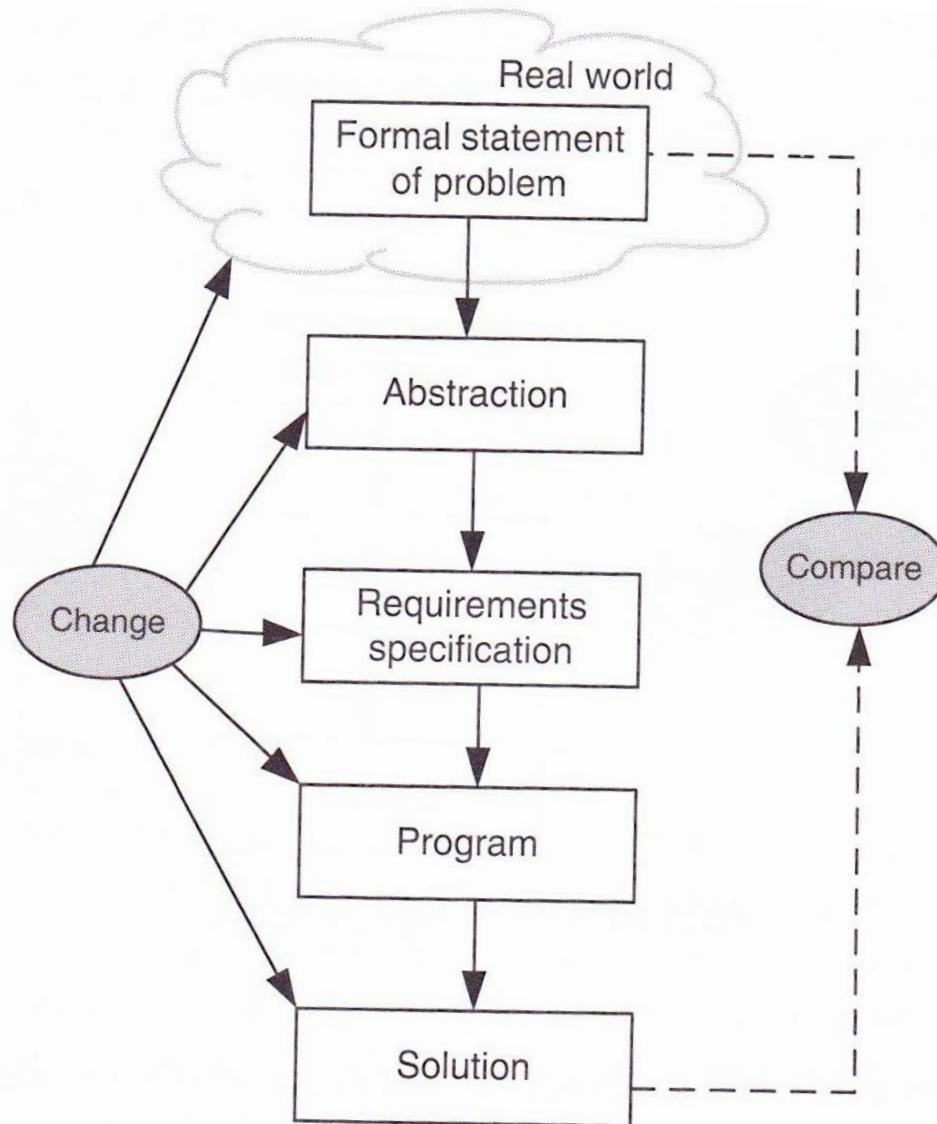 Real world
Formal statement
of problem
Abstraction
Change
Compare
Requirements
specification
Program
Solution